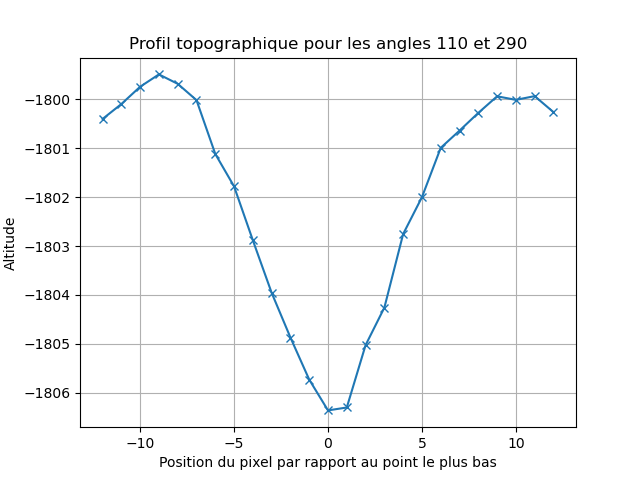 Profil topographique pour les angles 110 et 290
Altitude
−1800
−1801
−1802
−1803
−1804
−1805
−1806
−10 −5 0 5 10
Position du pixel par rapport au point le plus bas